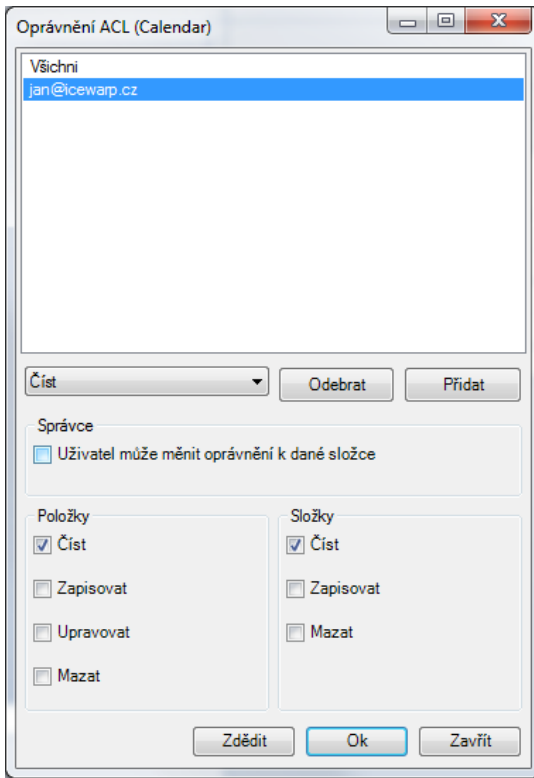 Oprávnění ACL (Calendar)
Všichni
jan@icewarp.cz
Číst
Odebrat
Přidat
Správce
Uživatel může měnit oprávnění k dané složce
Položky
Číst
Zapisovat
Upravovat
Mazat
Složky
Číst
Zapisovat
Mazat
Zdědit
Ok
Zavřít